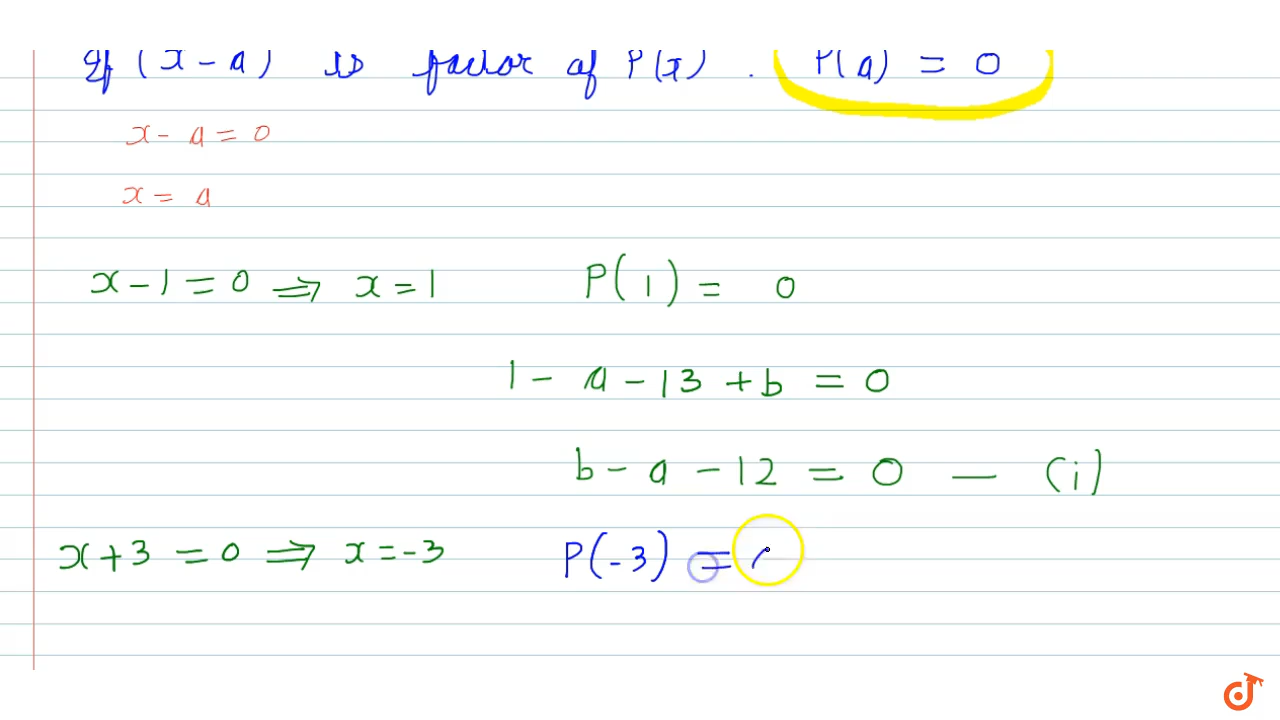 If (x - a) is factor of P(x). P(a) = 0
x - a = 0
x = a
x - 1 = 0 ⇒ x = 1 P(1) = 0
1 - a - 13 + b = 0
b - a - 12 = 0 — (i)
x + 3 = 0 ⇒ x = -3 P(-3) =